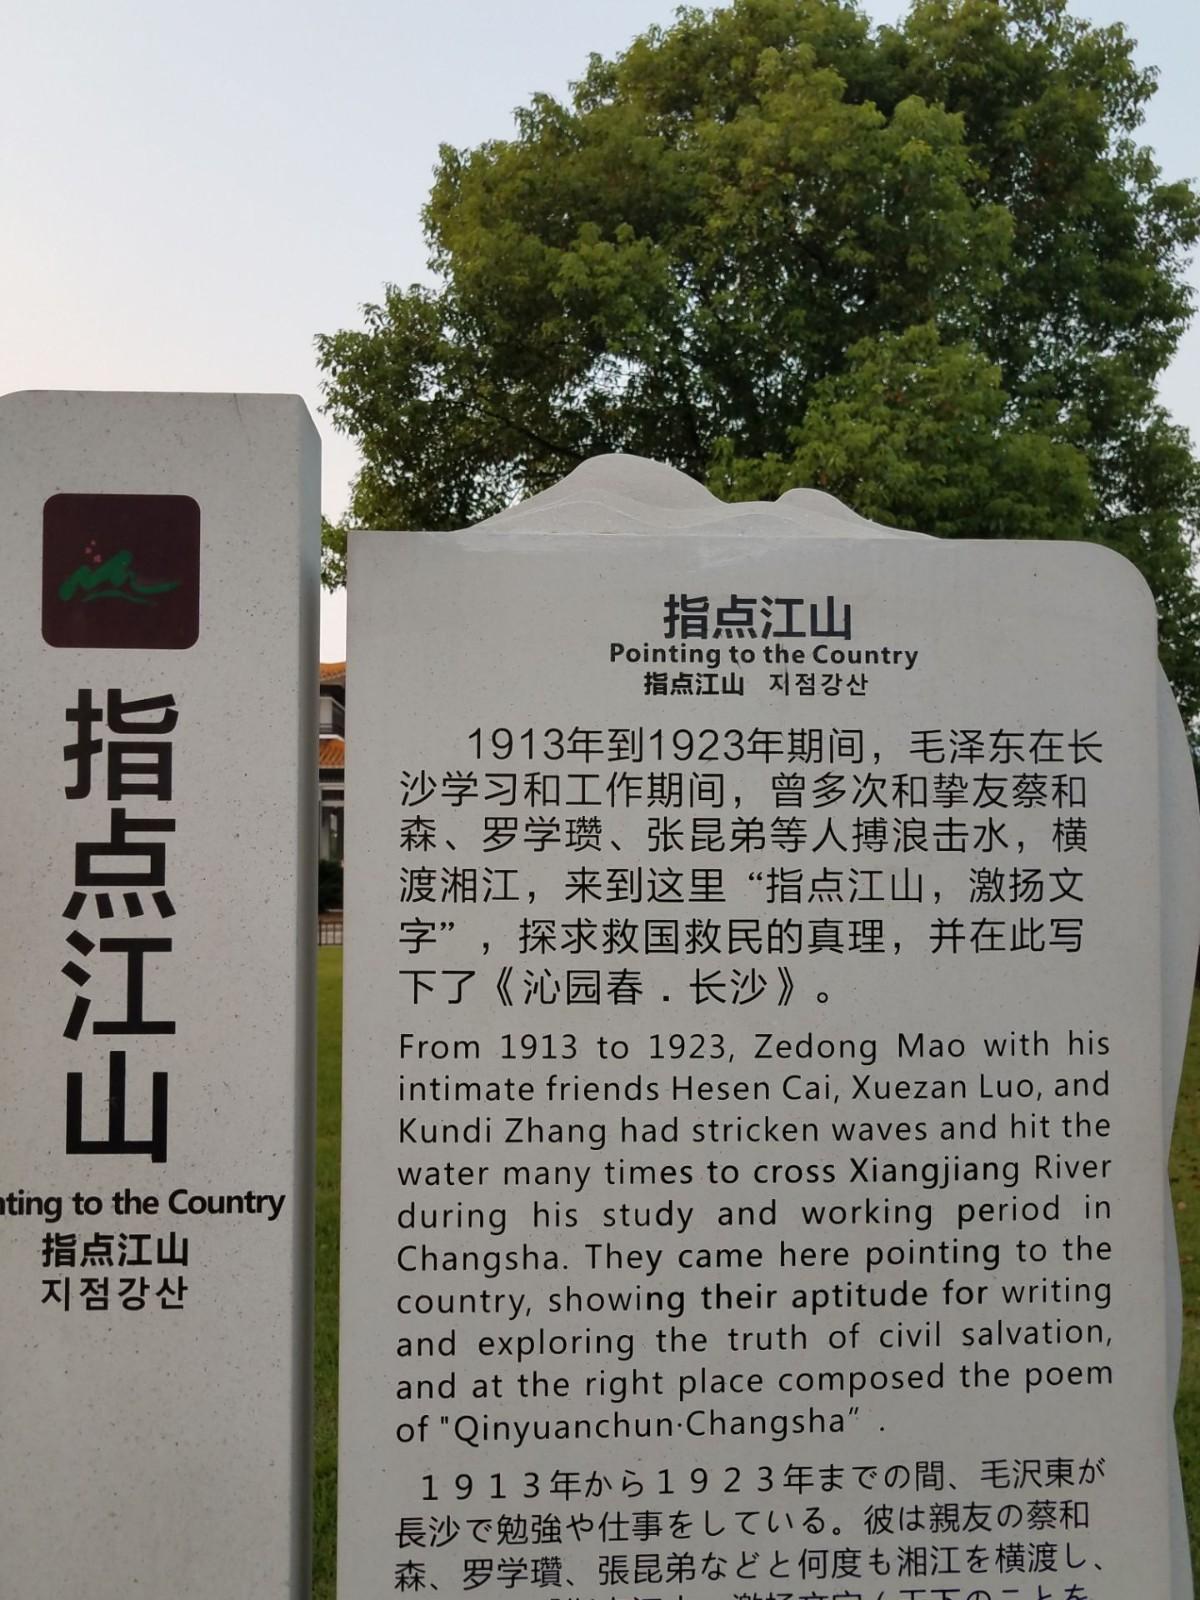 指
点
江
山
nting to the Country
指点江山
지점강산
指点江山
Pointing to the Country
指点江山 지점강산
1913年到1923年期间，毛泽东在长
沙学习和工作期间，曾多次和挚友蔡和
森、罗学瓒、张昆弟等人搏浪击水，横
渡湘江，来到这里“指点江山，激扬文
字”，探求救国救民的真理，并在此写
下了《沁园春．长沙》。
From 1913 to 1923, Zedong Mao with his
intimate friends Hesen Cai, Xuezan Luo, and
Kundi Zhang had stricken waves and hit the
water many times to cross Xiangjiang River
during his study and working period in
Changsha. They came here pointing to the
country, showing their aptitude for writing
and exploring the truth of civil salvation,
and at the right place composed the poem
of "Qinyuanchun·Changsha” .
１９１３年から１９２３年までの間、毛沢東が
長沙で勉強や仕事をしている。彼は親友の蔡和
森、罗学瓚、張昆弟などと何度も湘江を横渡し、